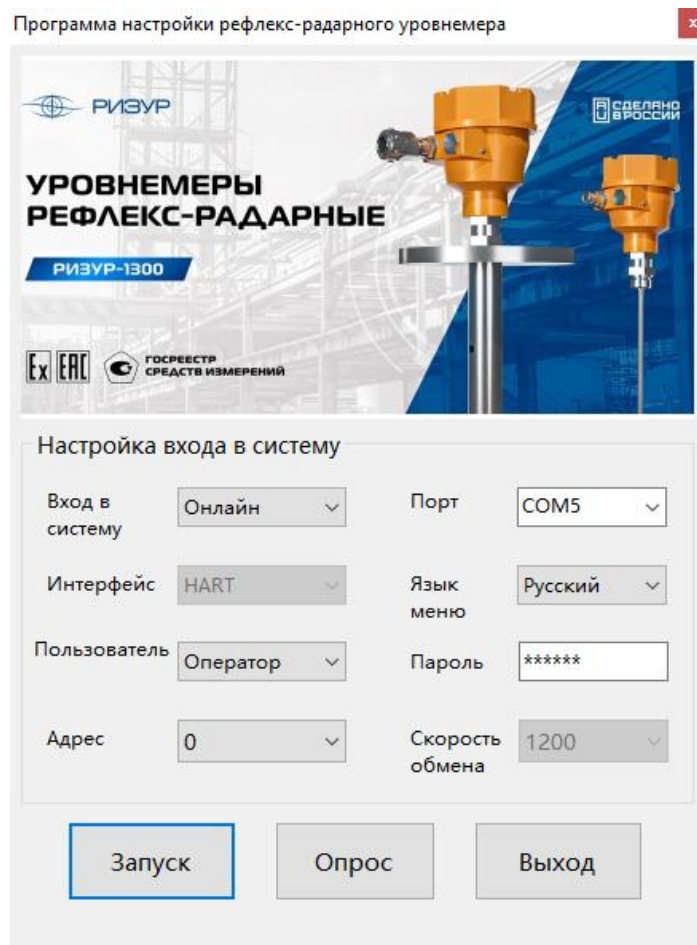 Программа настройки рефлекс-радарного уровнемера
x
РИЗУР
СДЕЛАНО
В РОССИИ
УРОВНЕМЕРЫ
РЕФЛЕКС-РАДАРНЫЕ
РИЗУР-1300
Ex EAC
ГОСРЕЕСТР
СРЕДСТВ ИЗМЕРЕНИЙ
Настройка входа в систему
Вход в
систему
Онлайн
Порт
COM5
Интерфейс
HART
Язык
меню
Русский
Пользователь
Оператор
Пароль
******
Адрес
0
Скорость
обмена
1200
Запуск
Опрос
Выход